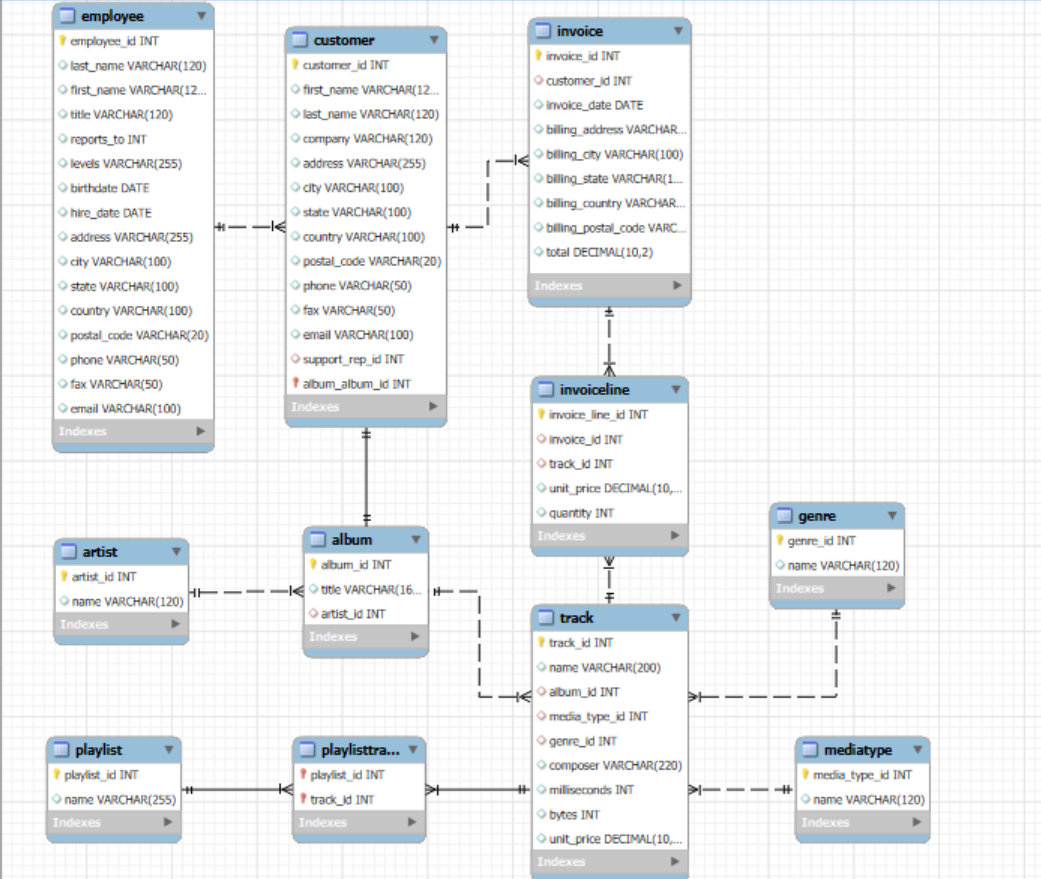 employee
employee_id INT
last_name VARCHAR(120)
first_name VARCHAR(12...
title VARCHAR(120)
reports_to INT
levels VARCHAR(255)
birthdate DATE
hire_date DATE
address VARCHAR(255)
city VARCHAR(100)
state VARCHAR(100)
country VARCHAR(100)
postal_code VARCHAR(20)
phone VARCHAR(50)
fax VARCHAR(50)
email VARCHAR(100)
Indexes
customer
customer_id INT
first_name VARCHAR(12...
last_name VARCHAR(120)
company VARCHAR(120)
address VARCHAR(255)
city VARCHAR(100)
state VARCHAR(100)
country VARCHAR(100)
postal_code VARCHAR(20)
phone VARCHAR(50)
fax VARCHAR(50)
email VARCHAR(100)
support_rep_id INT
album_album_id INT
Indexes
invoice
invoice_id INT
customer_id INT
invoice_date DATE
billing_address VARCHAR...
billing_city VARCHAR(100)
billing_state VARCHAR(1...
billing_country VARCHAR...
billing_postal_code VARC...
total DECIMAL(10,2)
Indexes
invoiceline
invoice_line_id INT
invoice_id INT
track_id INT
unit_price DECIMAL(10,...
quantity INT
Indexes
genre
genre_id INT
name VARCHAR(120)
Indexes
artist
artist_id INT
name VARCHAR(120)
Indexes
album
album_id INT
title VARCHAR(16...
artist_id INT
Indexes
track
track_id INT
name VARCHAR(200)
album_id INT
media_type_id INT
genre_id INT
composer VARCHAR(220)
milliseconds INT
bytes INT
unit_price DECIMAL(10,...
Indexes
playlist
playlist_id INT
name VARCHAR(255)
Indexes
playlisttra...
playlist_id INT
track_id INT
Indexes
mediatype
media_type_id INT
name VARCHAR(120)
Indexes